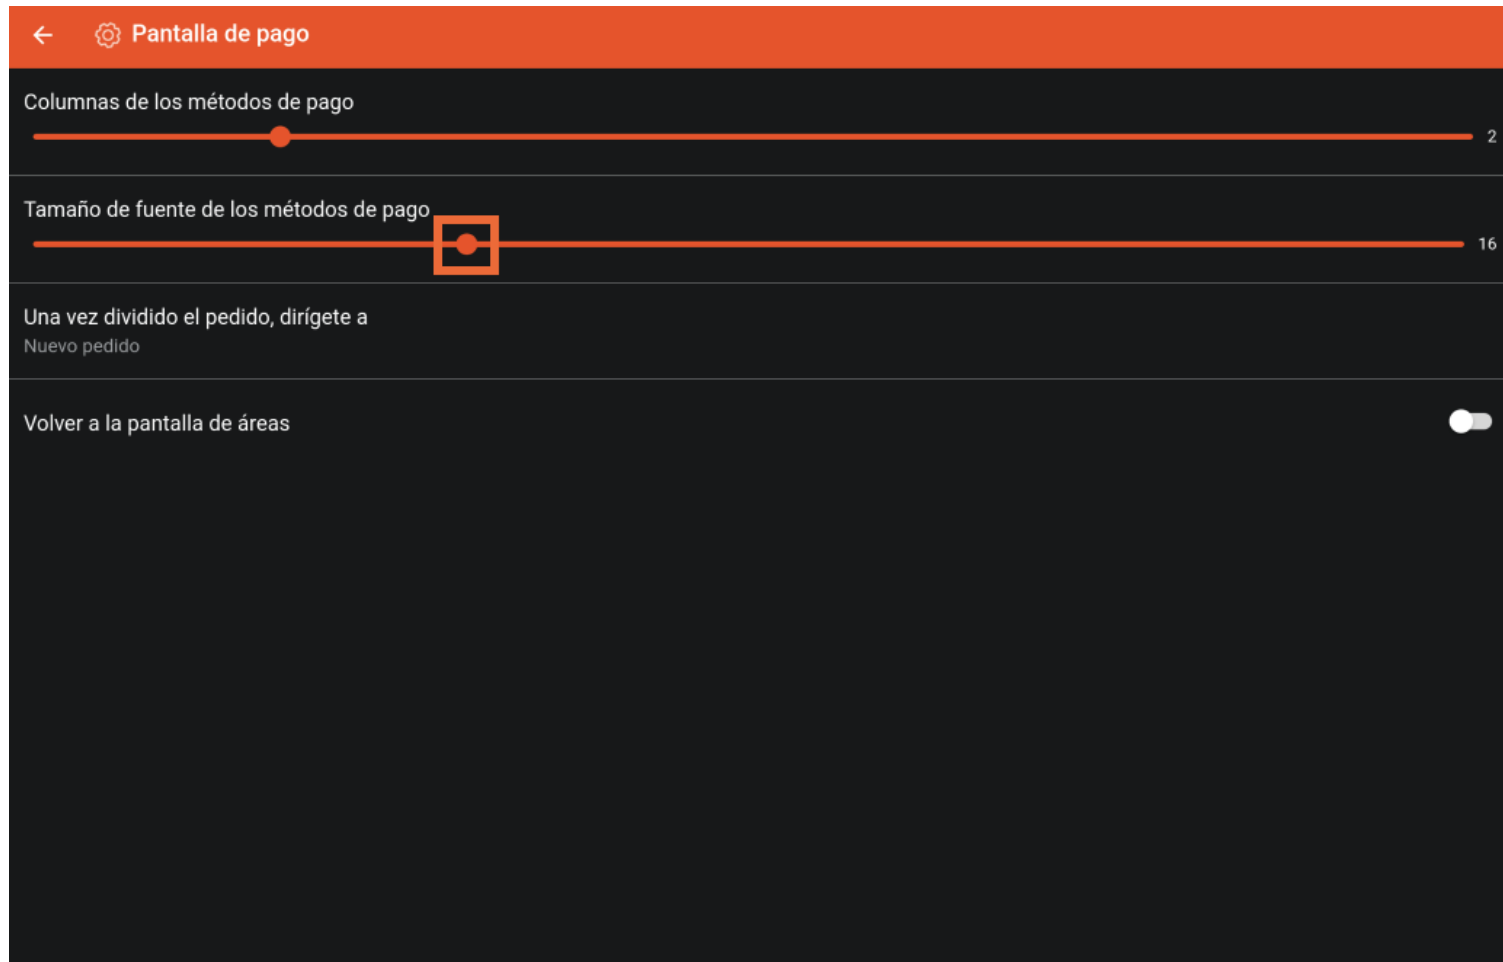 Pantalla de pago
Columnas de los métodos de pago
2
Tamaño de fuente de los métodos de pago
16
Una vez dividido el pedido, dirígete a
Nuevo pedido
Volver a la pantalla de áreas